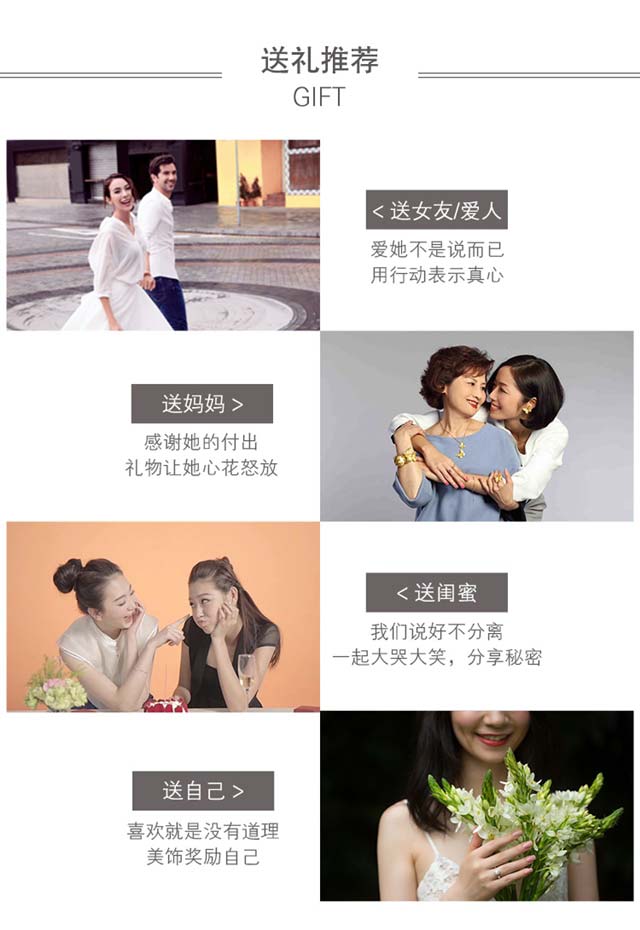 送礼推荐
GIFT
< 送女友/爱人
爱她不是说而已
用行动表示真心
送妈妈 >
感谢她的付出
礼物让她心花怒放
< 送闺蜜
我们说好不分离
一起大哭大笑，分享秘密
送自己 >
喜欢就是没有道理
美饰奖励自己